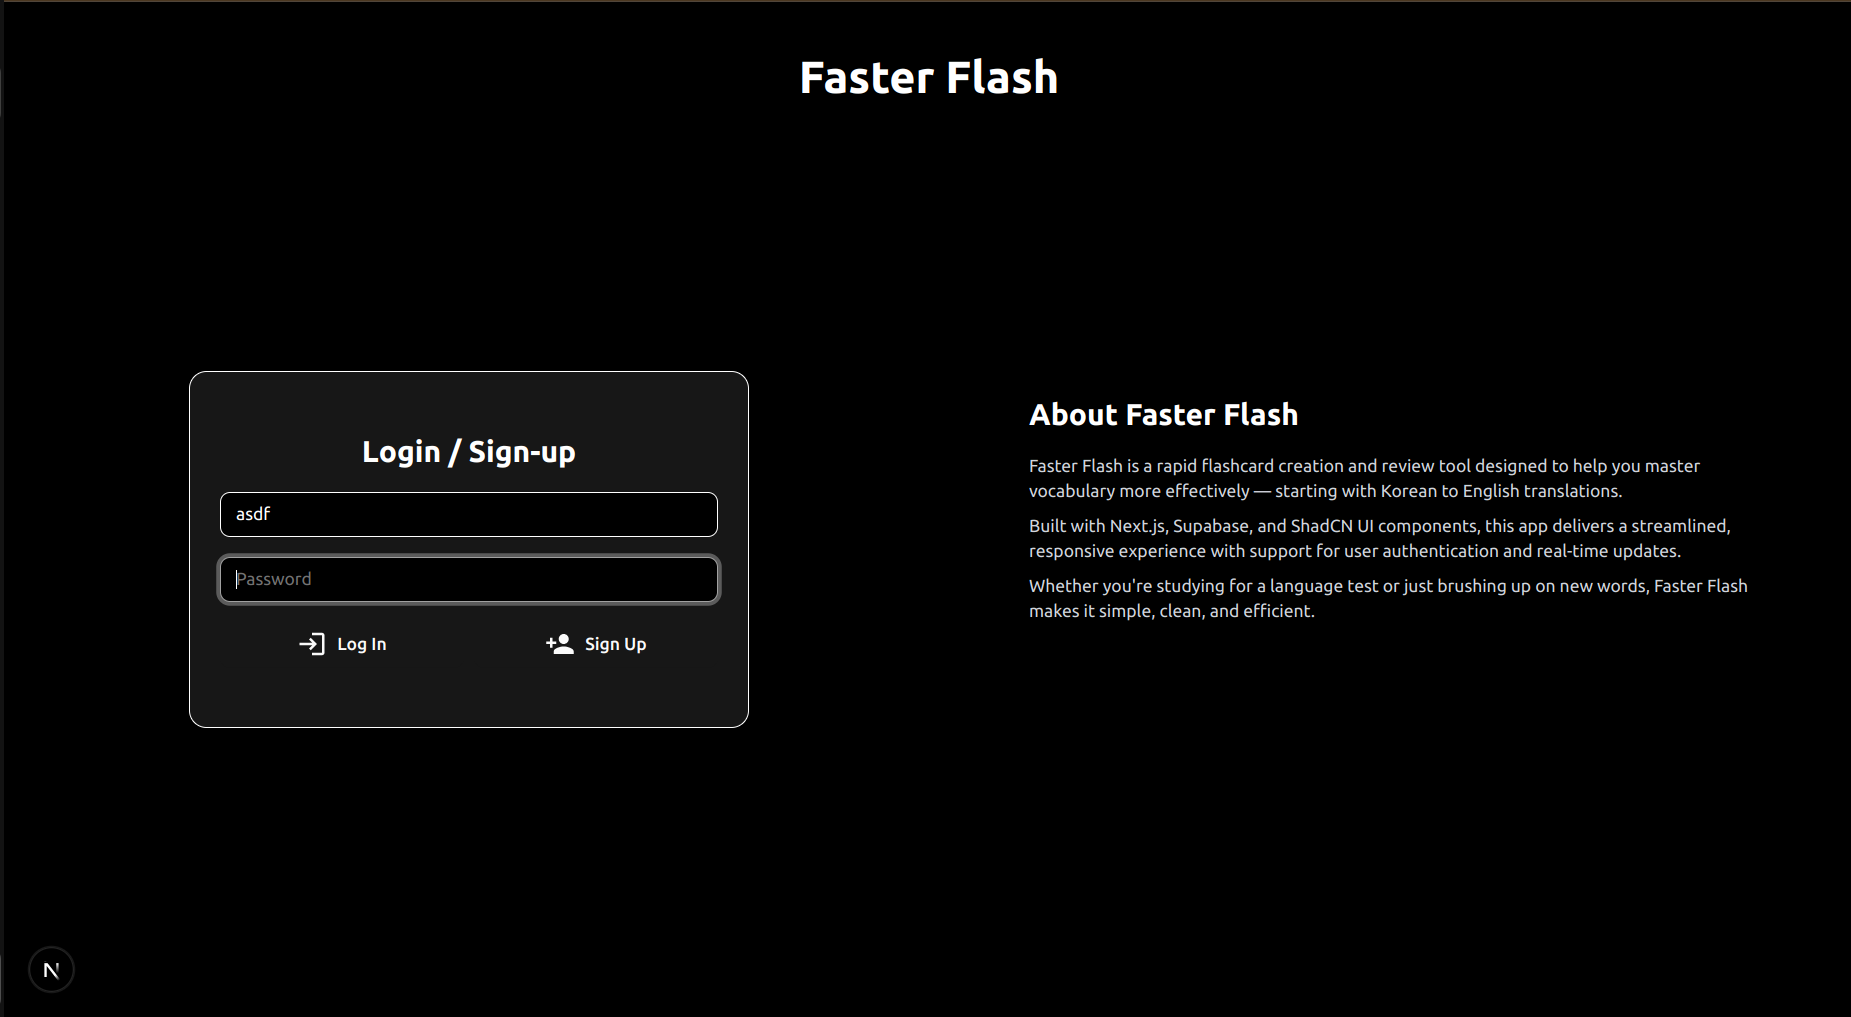 Faster Flash
Login / Sign-up
asdf
Password
Log In
Sign Up
About Faster Flash
Faster Flash is a rapid flashcard creation and review tool designed to help you master
vocabulary more effectively — starting with Korean to English translations.
Built with Next.js, Supabase, and ShadCN UI components, this app delivers a streamlined,
responsive experience with support for user authentication and real-time updates.
Whether you're studying for a language test or just brushing up on new words, Faster Flash
makes it simple, clean, and efficient.
N